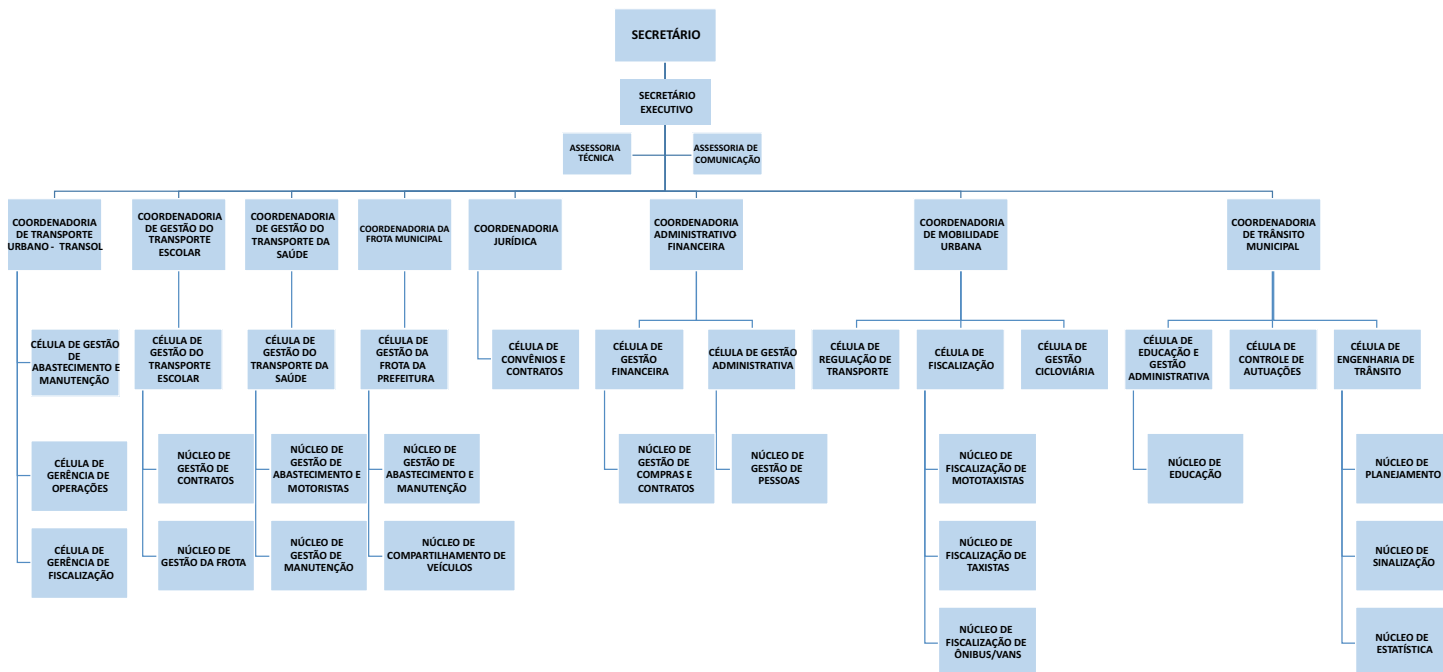 SECRETÁRIO
SECRETÁRIO
EXECUTIVO
ASSESSORIA
TÉCNICA
ASSESSORIA DE
COMUNICAÇÃO
COORDENADORIA
DE TRANSPORTE
URBANO - TRANSOL
COORDENADORIA
DE GESTÃO DO
TRANSPORTE
ESCOLAR
COORDENADORIA
DE GESTÃO DO
TRANSPORTE DA
SAÚDE
COORDENADORIA DA
FROTA MUNICIPAL
COORDENADORIA
JURÍDICA
COORDENADORIA
ADMINISTRATIVO
FINANCEIRA
COORDENADORIA
DE MOBILIDADE
URBANA
COORDENADORIA
DE TRÂNSITO
MUNICIPAL
CÉLULA DE GESTÃO
DE
ABASTECIMENTO E
MANUTENÇÃO
CÉLULA DE
GESTÃO DO
TRANSPORTE
ESCOLAR
CÉLULA DE
GESTÃO DO
TRANSPORTE DA
SAÚDE
CÉLULA DE
GESTÃO DA
FROTA DA
PREFEITURA
CÉLULA DE
CONVÊNIOS E
CONTRATOS
CÉLULA DE
GESTÃO
FINANCEIRA
CÉLULA DE GESTÃO
ADMINISTRATIVA
CÉLULA DE
REGULAÇÃO DE
TRANSPORTE
CÉLULA DE
FISCALIZAÇÃO
CÉLULA DE
GESTÃO
CICLOVIÁRIA
CÉLULA DE
EDUCAÇÃO E
GESTÃO
ADMINISTRATIVA
CÉLULA DE
CONTROLE DE
AUTUAÇÕES
CÉLULA DE
ENGENHARIA DE
TRÂNSITO
CÉLULA DE
GERÊNCIA DE
OPERAÇÕES
NÚCLEO DE
GESTÃO DE
CONTRATOS
NÚCLEO DE
GESTÃO DE
ABASTECIMENTO E
MOTORISTAS
NÚCLEO DE
GESTÃO DE
ABASTECIMENTO E
MANUTENÇÃO
NÚCLEO DE
GESTÃO DE
COMPRAS E
CONTRATOS
NÚCLEO DE
GESTÃO DE
PESSOAS
NÚCLEO DE
FISCALIZAÇÃO DE
MOTOTAXISTAS
NÚCLEO DE
EDUCAÇÃO
NÚCLEO DE
PLANEJAMENTO
CÉLULA DE
GERÊNCIA DE
FISCALIZAÇÃO
NÚCLEO DE
GESTÃO DA FROTA
NÚCLEO DE
GESTÃO DE
MANUTENÇÃO
NÚCLEO DE
COMPARTILHAMENTO DE
VEÍCULOS
NÚCLEO DE
FISCALIZAÇÃO DE
TAXISTAS
NÚCLEO DE
SINALIZAÇÃO
NÚCLEO DE
FISCALIZAÇÃO DE
ÔNIBUS/VANS
NÚCLEO DE
ESTATÍSTICA